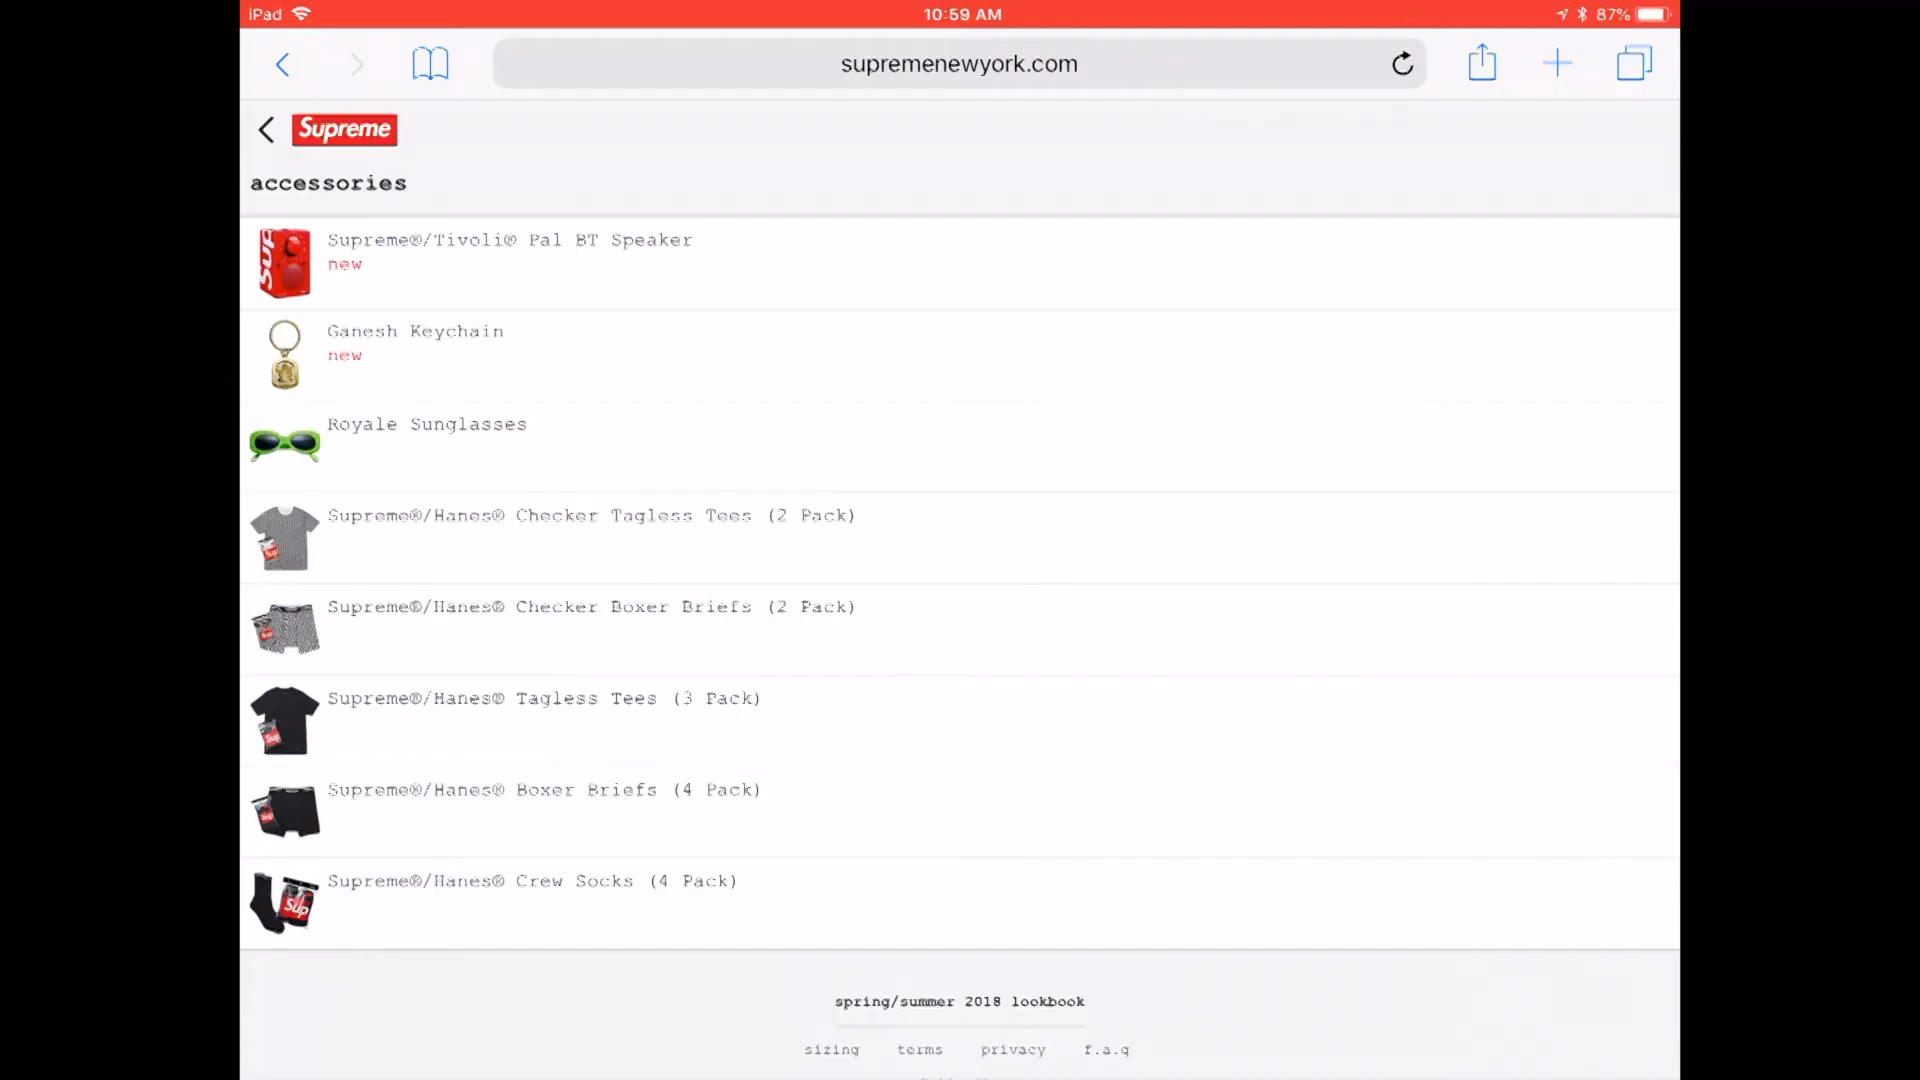 iPad 10:59 AM 87%
supremenewyork.com
Supreme
accessories
Supreme®/Tivoli® Pal BT Speaker
new
Ganesh Keychain
new
Royale Sunglasses
Supreme®/Hanes® Checker Tagless Tees (2 Pack)
Supreme®/Hanes® Checker Boxer Briefs (2 Pack)
Supreme®/Hanes® Tagless Tees (3 Pack)
Supreme®/Hanes® Boxer Briefs (4 Pack)
Supreme®/Hanes® Crew Socks (4 Pack)
spring/summer 2018 lookbook
sizing terms privacy f.a.q